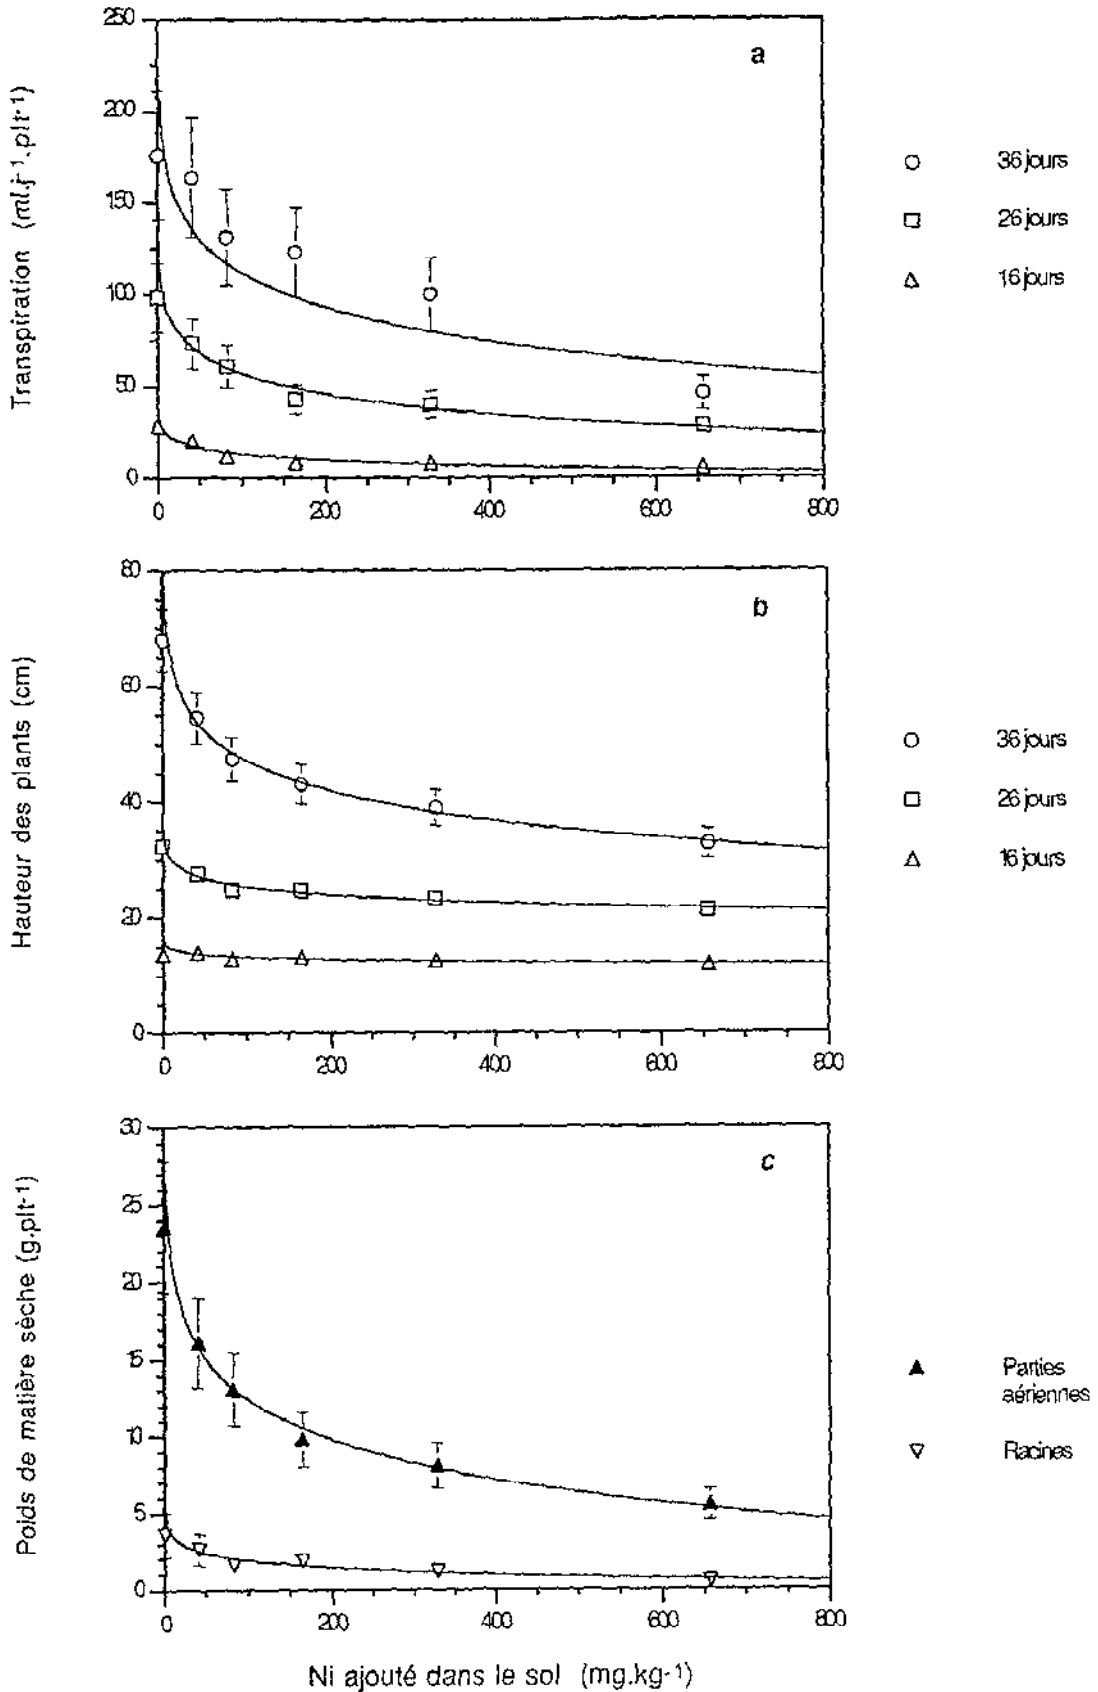 250
200
150
100
50
0
Transpiration (ml.j-1.plt-1)
a
0 200 400 600 800
36 jours
26 jours
16 jours
80
60
40
20
0
Hauteur des plants (cm)
b
0 200 400 600 800
36 jours
26 jours
16 jours
30
25
20
15
10
5
0
Poids de matière sèche (g.plt-1)
c
0 200 400 600 800
Parties
aériennes
Racines
Ni ajouté dans le sol (mg.kg-1)